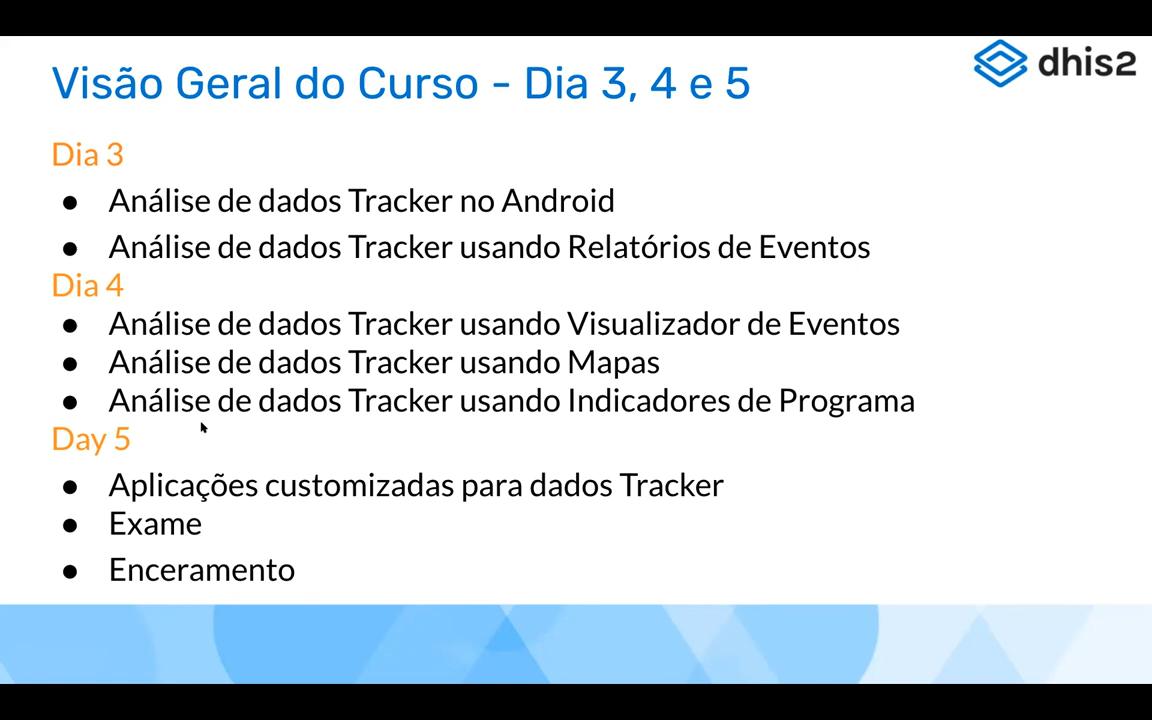 dhis2
Visão Geral do Curso - Dia 3, 4 e 5
Dia 3
● Análise de dados Tracker no Android
● Análise de dados Tracker usando Relatórios de Eventos
Dia 4
● Análise de dados Tracker usando Visualizador de Eventos
● Análise de dados Tracker usando Mapas
● Análise de dados Tracker usando Indicadores de Programa
Day 5
● Aplicações customizadas para dados Tracker
● Exame
● Enceramento